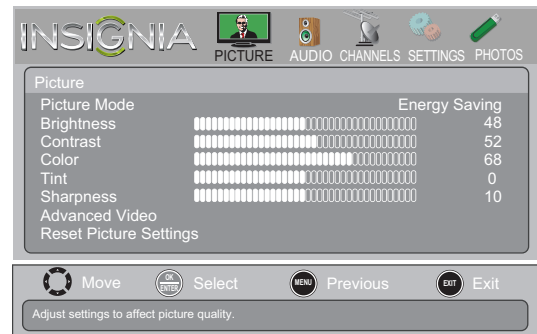 INSIGNIA PICTURE AUDIO CHANNELS SETTINGS PHOTOS
Picture
Picture Mode Energy Saving
Brightness 48
Contrast 52
Color 68
Tint 0
Sharpness 10
Advanced Video
Reset Picture Settings
Move OK ENTER Select MENU Previous EXIT Exit
Adjust settings to affect picture quality.